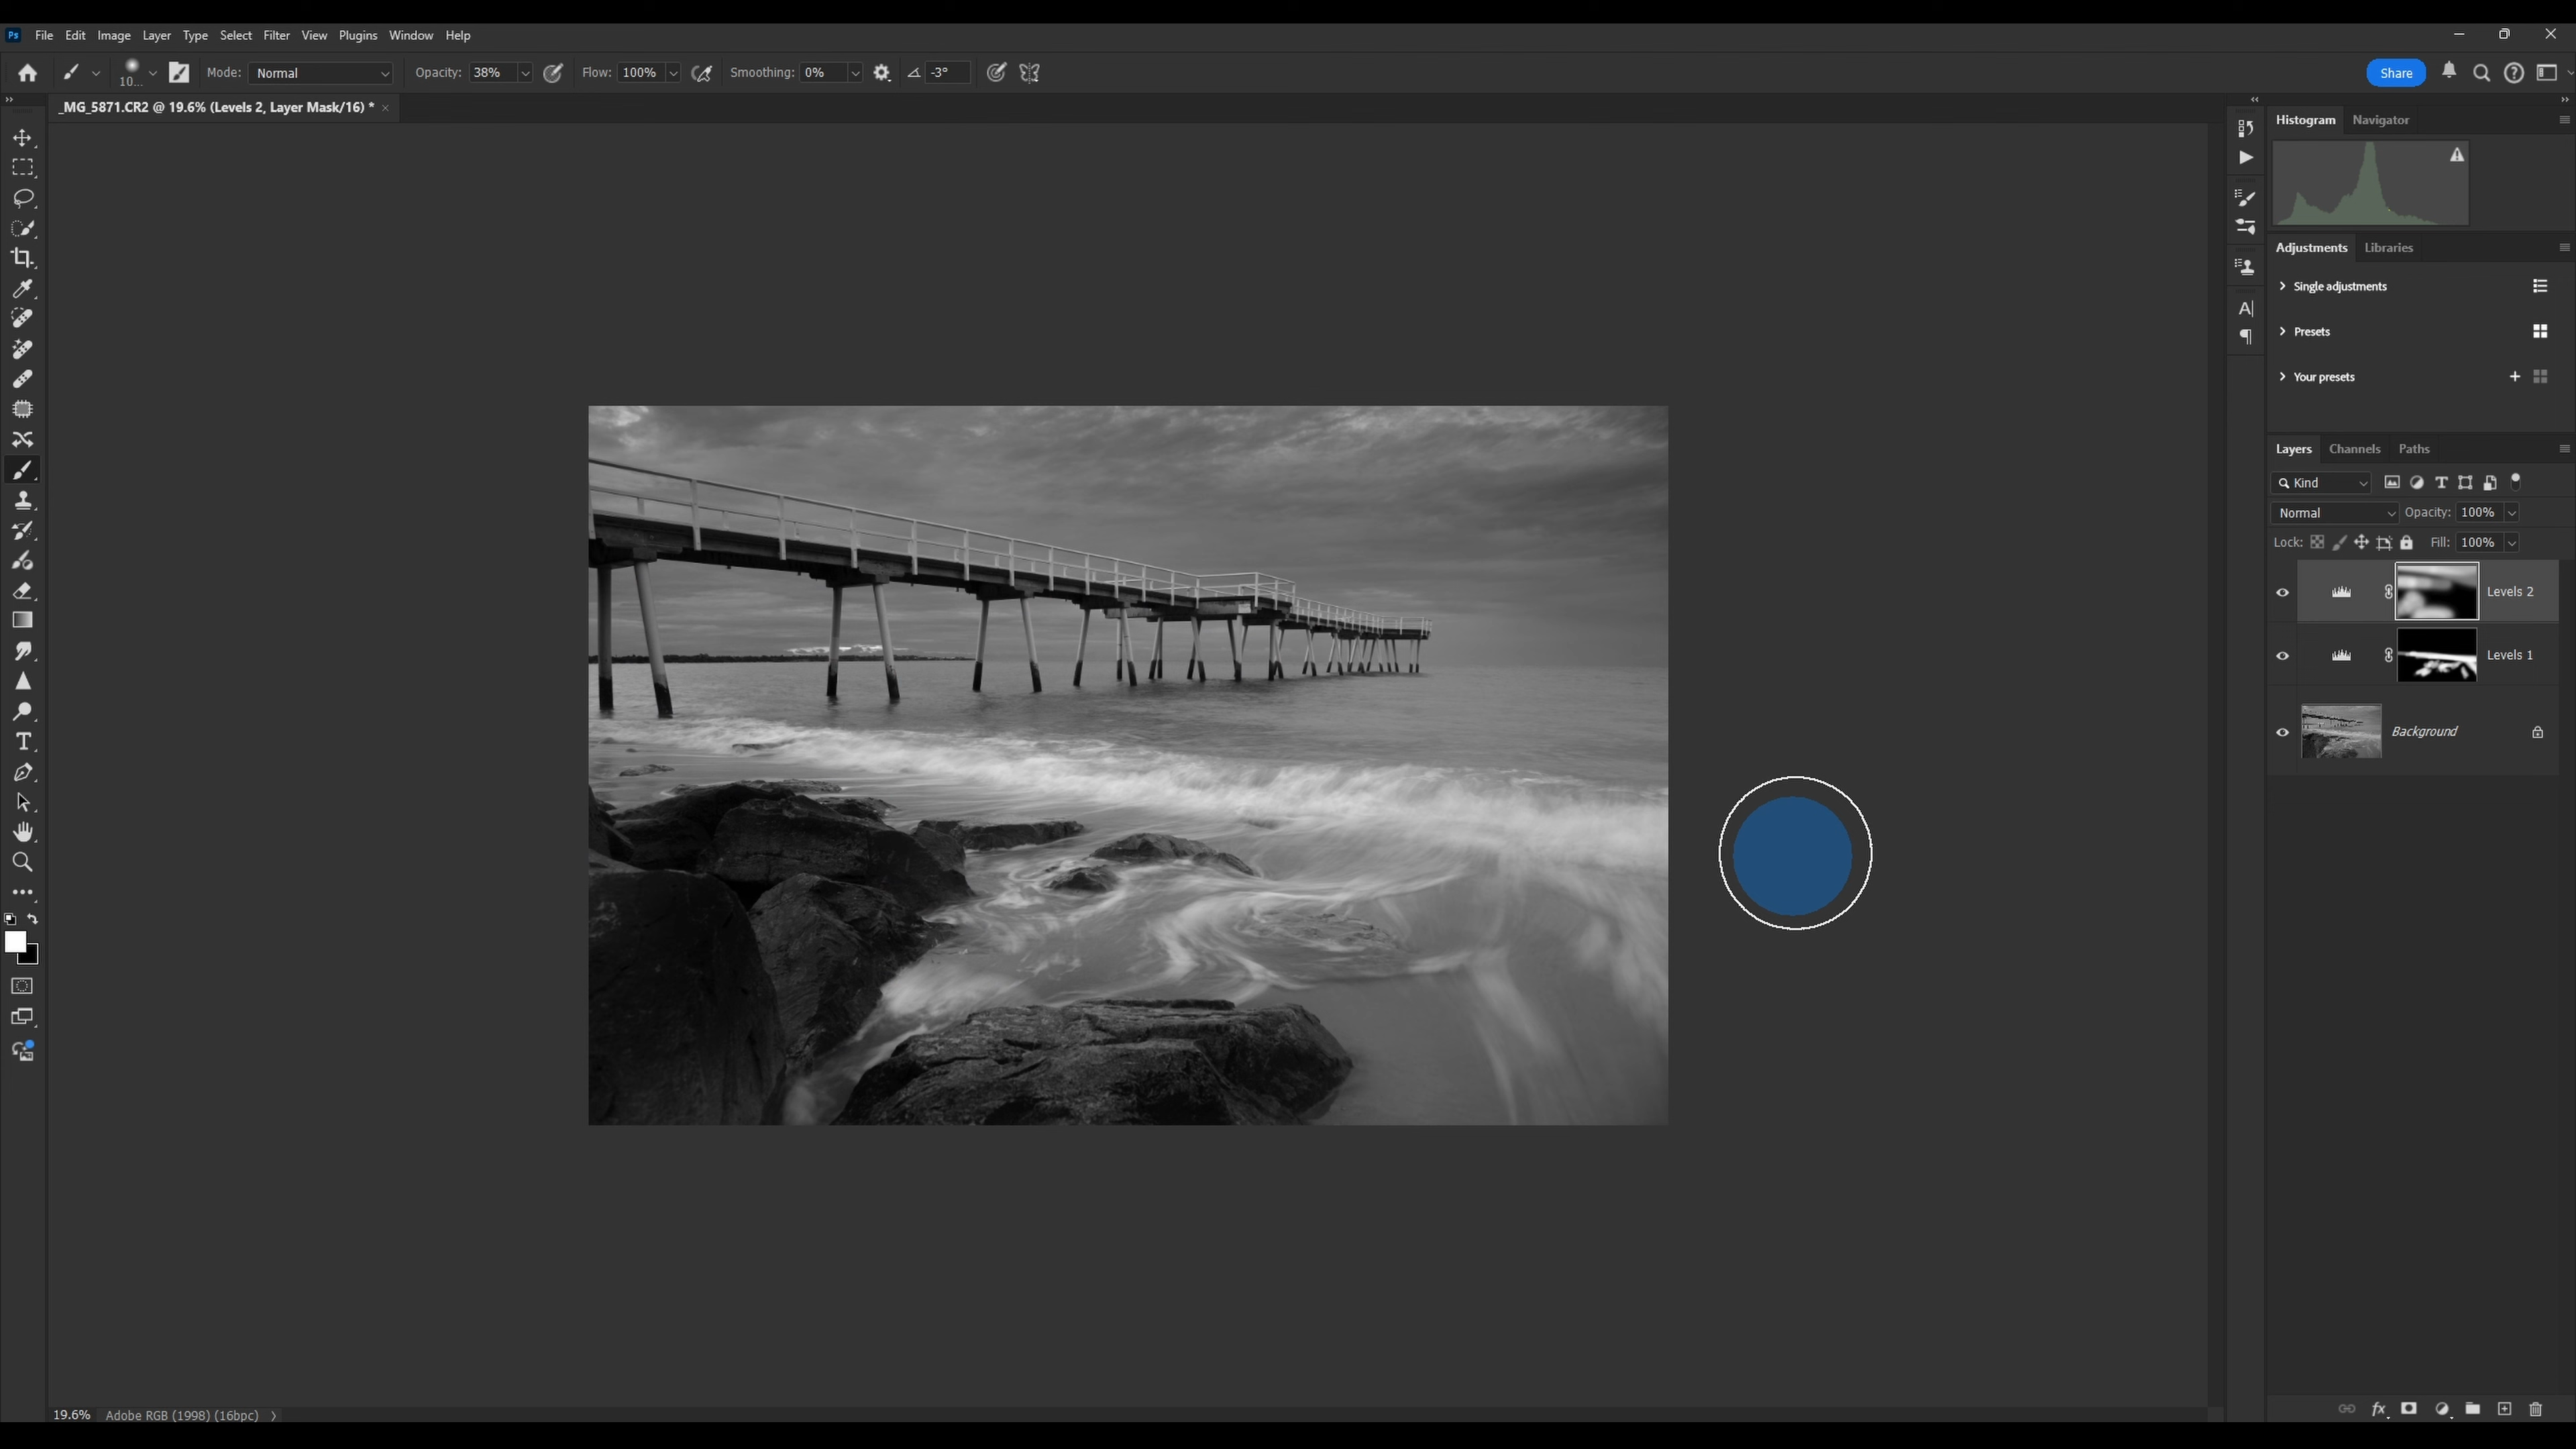 Ps File Edit Image Layer Type Select Filter View Plugins Window Help
10... Mode: Normal Opacity: 38% Flow: 100% Smoothing: 0% -3° Share
_MG_5871.CR2 @ 19.6% (Levels 2, Layer Mask/16) * ×
Histogram Navigator
Adjustments Libraries
Single adjustments
Presets
Your presets
Layers Channels Paths
Kind
Normal Opacity: 100%
Lock: Fill: 100%
Levels 2
Levels 1
Background
19.6% Adobe RGB (1998) (16bpc)